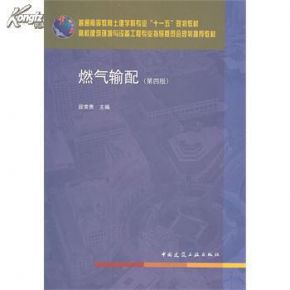 普通高等教育土建学科专业“十一五”规划教材
高校建筑环境与设备工程专业指导委员会规划推荐教材
燃气输配（第四版）
段常贵 主编
中国建筑工业出版社